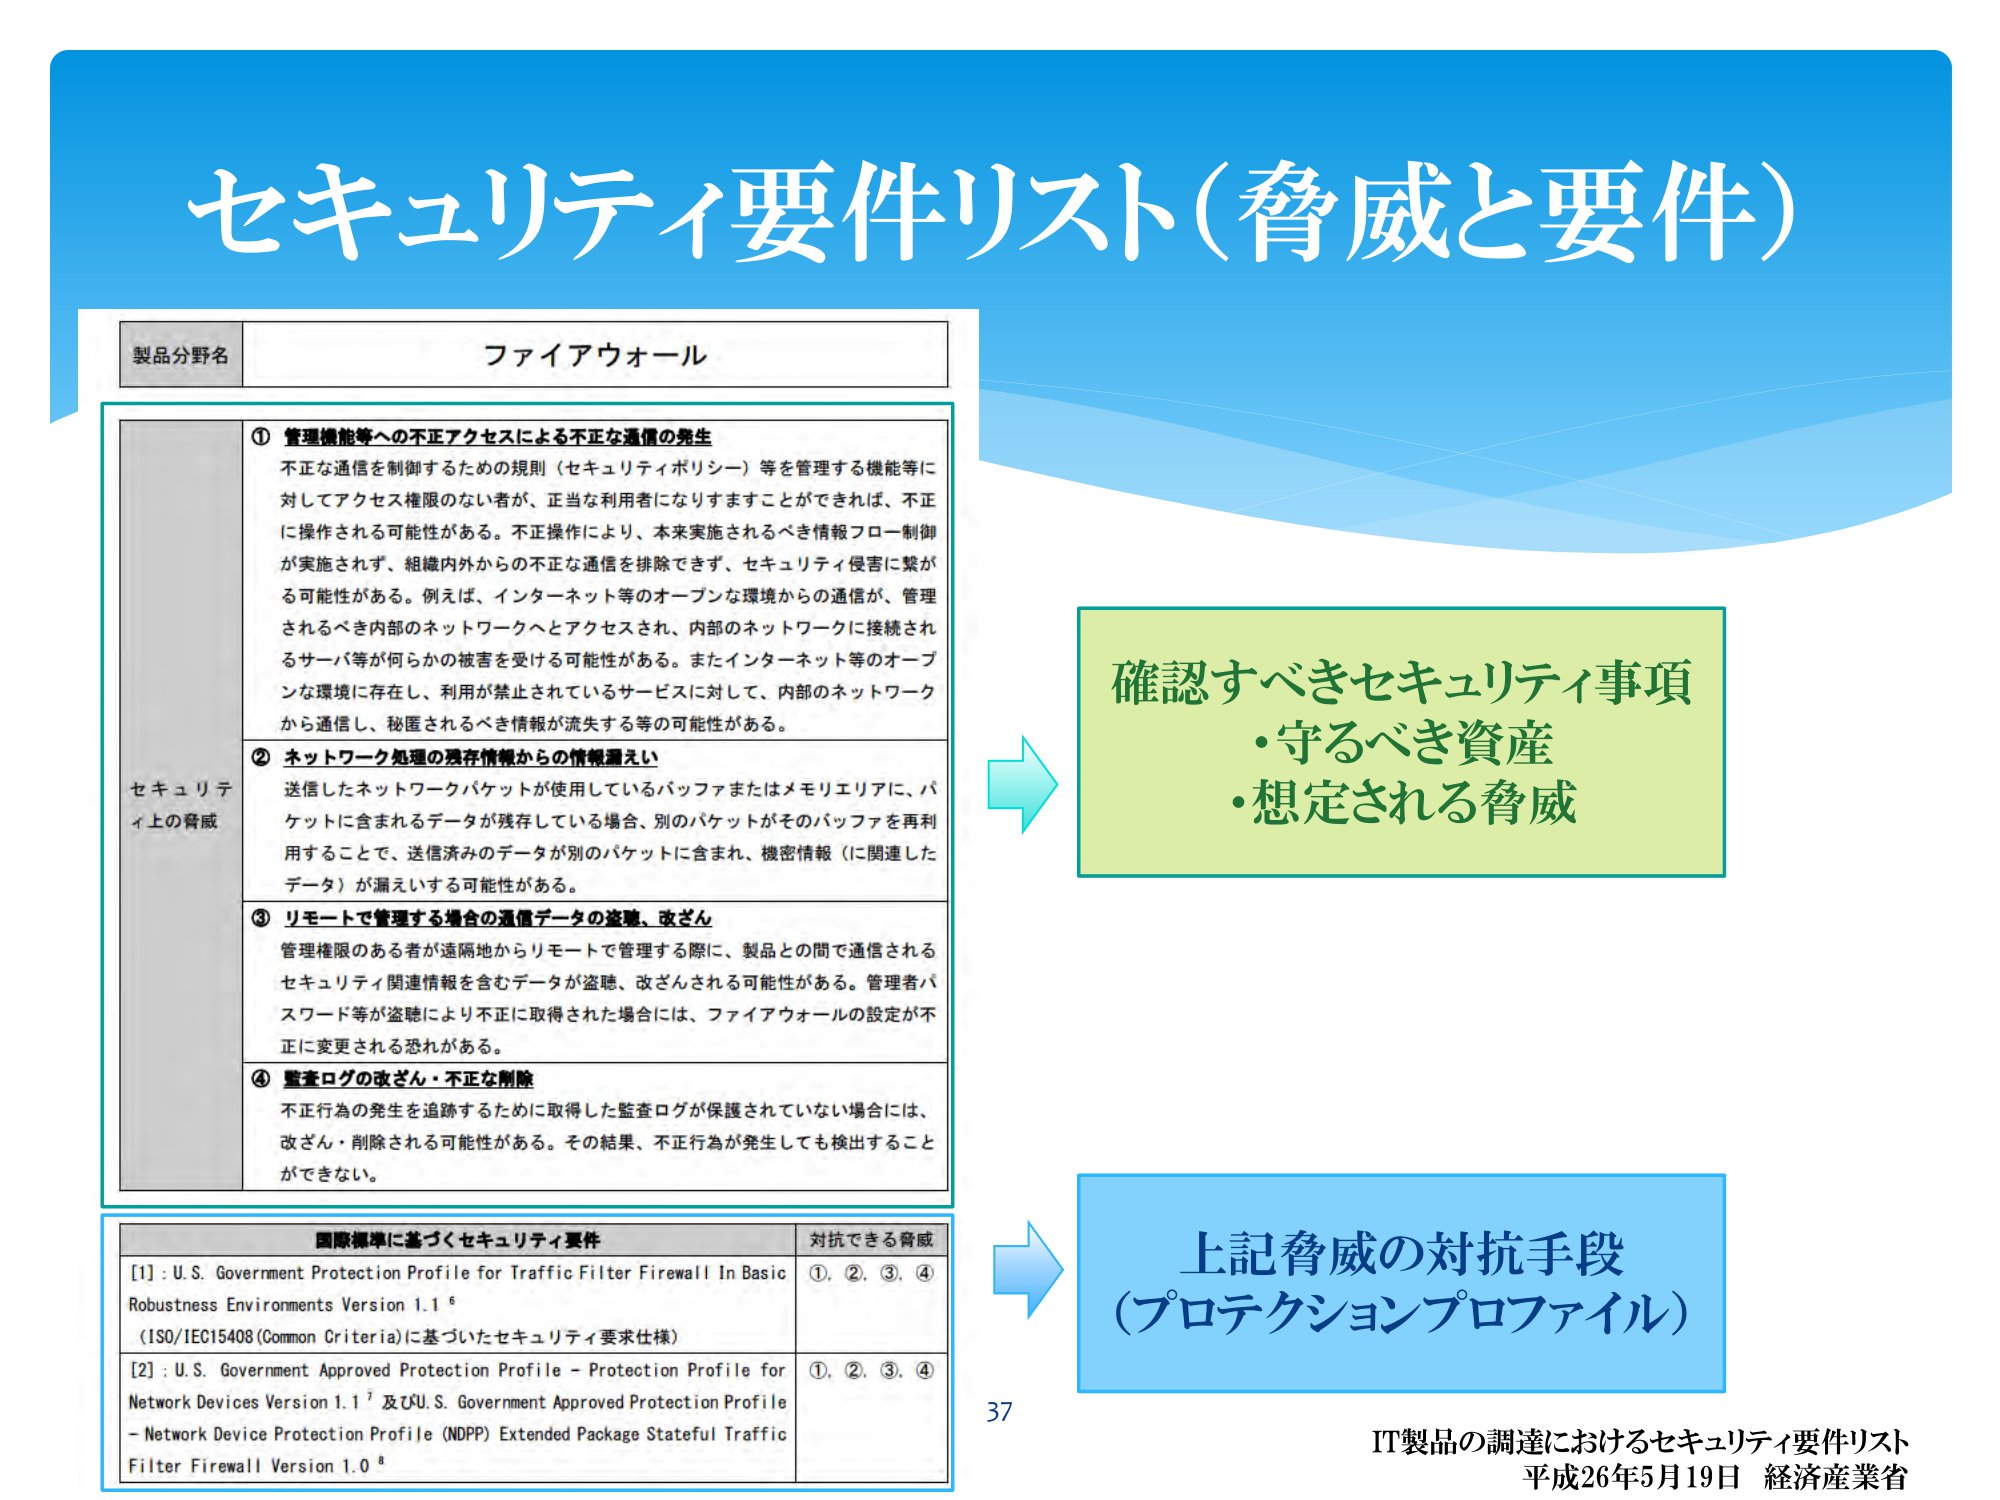 セキュリティ要件リスト（脅威と要件）
製品分野名
ファイアウォール
セキュリテ
ィ上の脅威
① 管理機能等への不正アクセスによる不正な通信の発生
不正な通信を制御するための規則（セキュリティポリシー）等を管理する機能等に
対してアクセス権限のない者が、正当な利用者になりすますことができれば、不正
に操作される可能性がある。不正操作により、本来実施されるべき情報フロー制御
が実施されず、組織内外からの不正な通信を排除できず、セキュリティ侵害に繋が
る可能性がある。例えば、インターネット等のオープンな環境からの通信が、管理
されるべき内部のネットワークへとアクセスされ、内部のネットワークに接続され
るサーバ等が何らかの被害を受ける可能性がある。またインターネット等のオープ
ンな環境に存在し、利用が禁止されているサービスに対して、内部のネットワーク
から通信し、秘匿されるべき情報が流失する等の可能性がある。
② ネットワーク処理の残存情報からの情報漏えい
送信したネットワークパケットが使用しているバッファまたはメモリエリアに、パ
ケットに含まれるデータが残存している場合、別のパケットがそのバッファを再利
用することで、送信済みのデータが別のパケットに含まれ、機密情報（に関連した
データ）が漏えいする可能性がある。
③ リモートで管理する場合の通信データの盗聴、改ざん
管理権限のある者が遠隔地からリモートで管理する際に、製品との間で通信される
セキュリティ関連情報を含むデータが盗聴、改ざんされる可能性がある。管理者パ
スワード等が盗聴により不正に取得された場合には、ファイアウォールの設定が不
正に変更される恐れがある。
④ 監査ログの改ざん・不正な削除
不正行為の発生を追跡するために取得した監査ログが保護されていない場合には、
改ざん・削除される可能性がある。その結果、不正行為が発生しても検出すること
ができない。
国際標準に基づくセキュリティ要件
対抗できる脅威
[1] : U.S. Government Protection Profile for Traffic Filter Firewall In Basic
Robustness Environments Version 1.1 6
（ISO/IEC15408(Common Criteria)に基づいたセキュリティ要求仕様）
①, ②, ③, ④
[2] : U.S. Government Approved Protection Profile - Protection Profile for
Network Devices Version 1.1 7 及びU.S. Government Approved Protection Profile
- Network Device Protection Profile (NDPP) Extended Package Stateful Traffic
Filter Firewall Version 1.0 8
①, ②, ③, ④
確認すべきセキュリティ事項
・守るべき資産
・想定される脅威
上記脅威の対抗手段
（プロテクションプロファイル）
37
IT製品の調達におけるセキュリティ要件リスト
平成26年5月19日 経済産業省